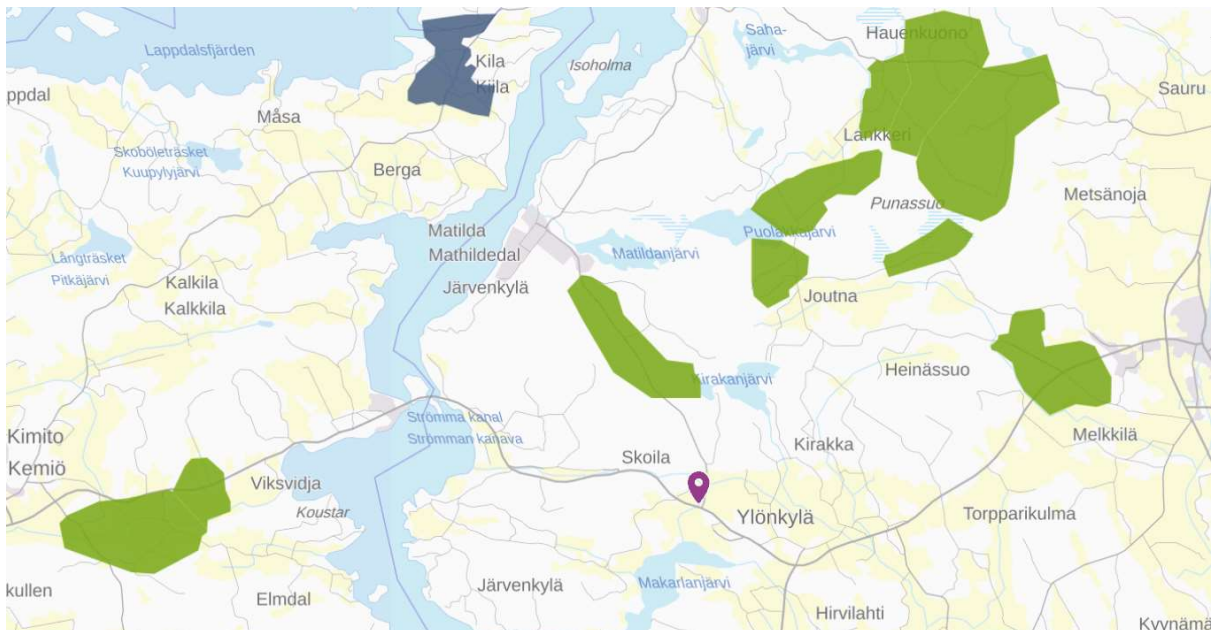 Hauenkuono
Saha-
järvi
Lappdalsfjärden
Kila
Kiila
Isoholma
ppdal
Sauru
Måsa
Lankkeri
Skoböleträsket
Kuupylyjärvi
Berga
Metsänoja
Punassuo
Matilda
Mathildedal
Puolakkajärvi
Matildanjärvi
Långträsket
Pitkäjärvi
Kalkila
Kalkkila
Järvenkylä
Joutna
Heinässuo
Kirakanjärvi
Strömma kanal
Strömman kanava
Kimito
Kemiö
Melkkilä
Kirakka
Skoila
Viksvidja
Koustar
Ylönkylä
Torpparikulma
kullen
Elmdal
Järvenkylä
Makarlanjärvi
Hirvilahti
Kyynämä